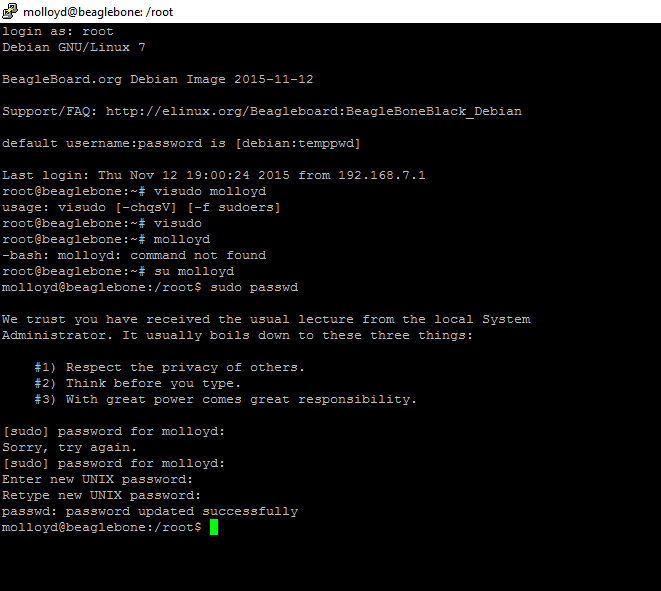 molloyd@beaglebone: /root
login as: root
Debian GNU/Linux 7
BeagleBoard.org Debian Image 2015-11-12
Support/FAQ: http://elinux.org/Beagleboard:BeagleBoneBlack_Debian
default username:password is [debian:temppwd]
Last login: Thu Nov 12 19:00:24 2015 from 192.168.7.1
root@beaglebone:~# visudo molloyd
usage: visudo [-chqsV] [-f sudoers]
root@beaglebone:~# visudo
root@beaglebone:~# molloyd
-bash: molloyd: command not found
root@beaglebone:~# su molloyd
molloyd@beaglebone:/root$ sudo passwd
We trust you have received the usual lecture from the local System
Administrator. It usually boils down to these three things:
#1) Respect the privacy of others.
#2) Think before you type.
#3) With great power comes great responsibility.
[sudo] password for molloyd:
Sorry, try again.
[sudo] password for molloyd:
Enter new UNIX password:
Retype new UNIX password:
passwd: password updated successfully
molloyd@beaglebone:/root$